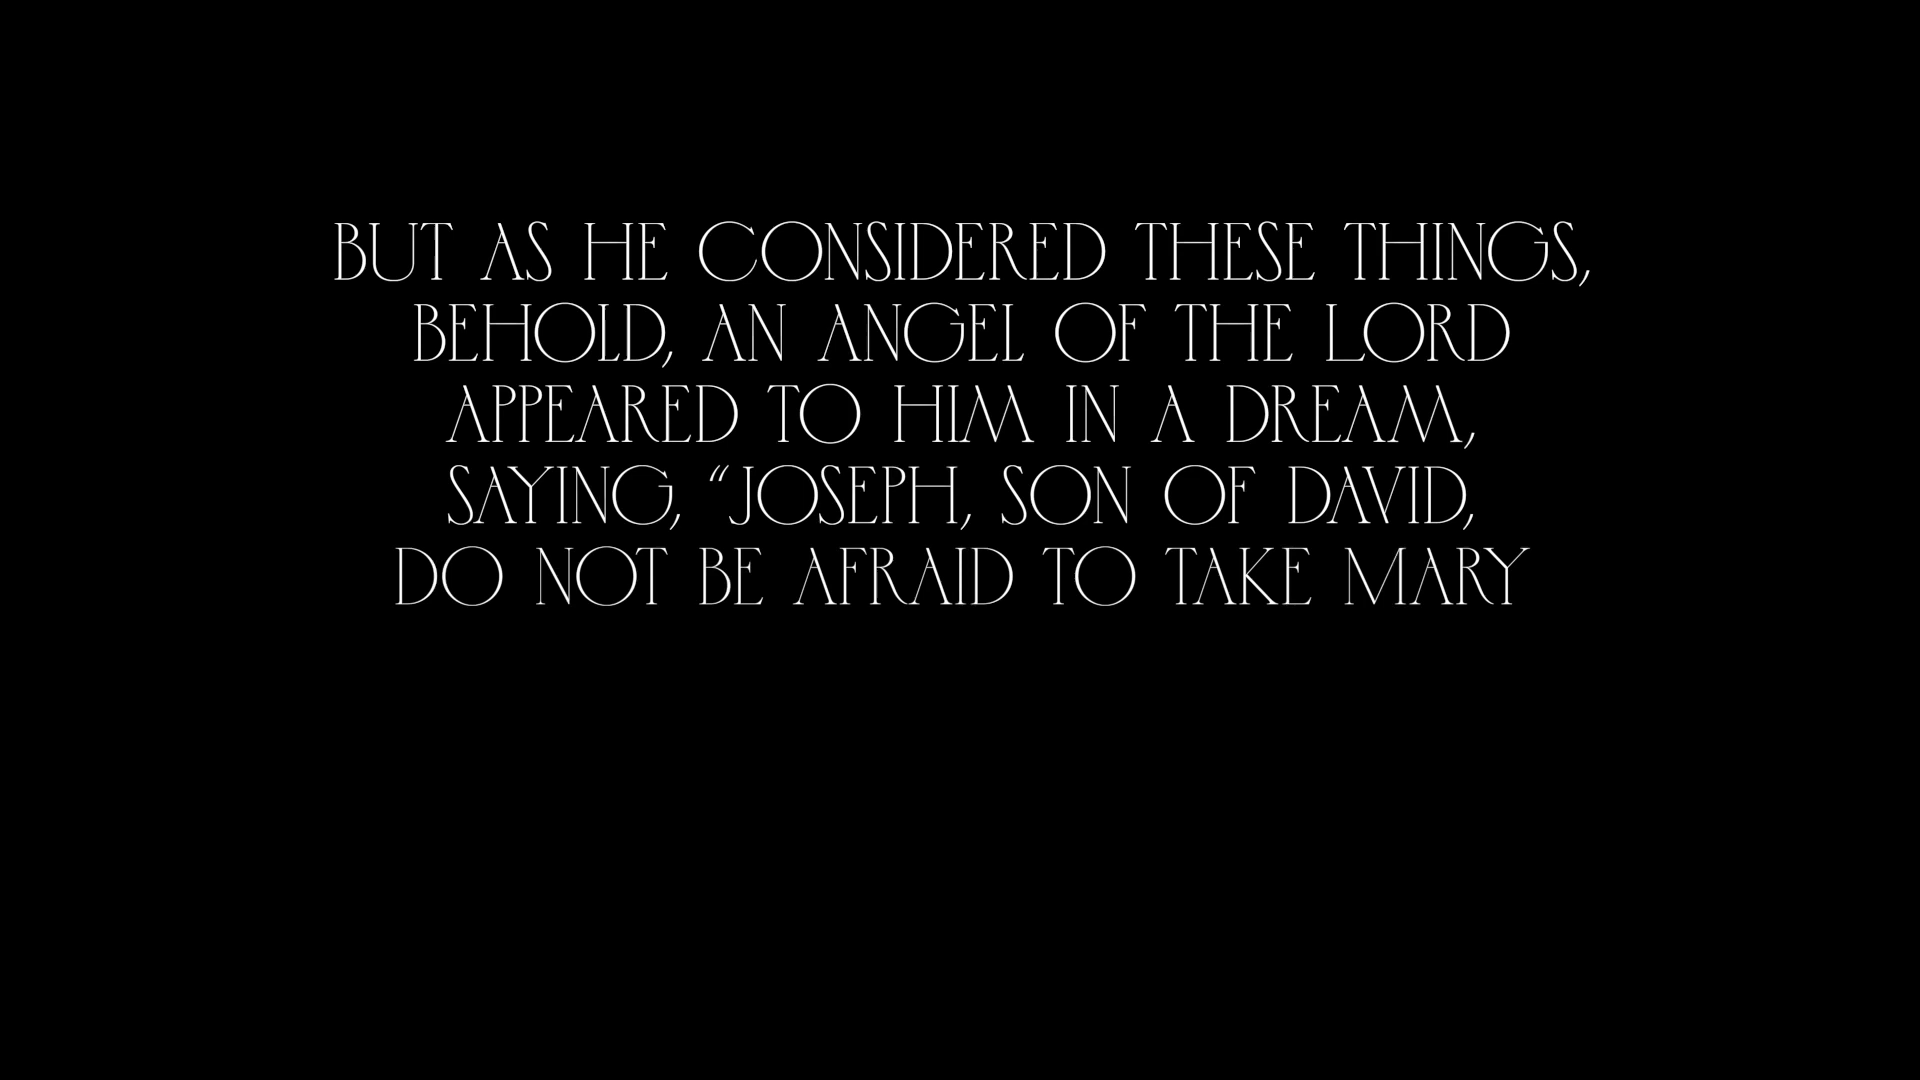 BUT AS HE CONSIDERED THESE THINGS,
BEHOLD, AN ANGEL OF THE LORD
APPEARED TO HIM IN A DREAM,
SAYING, “JOSEPH, SON OF DAVID,
DO NOT BE AFRAID TO TAKE MARY